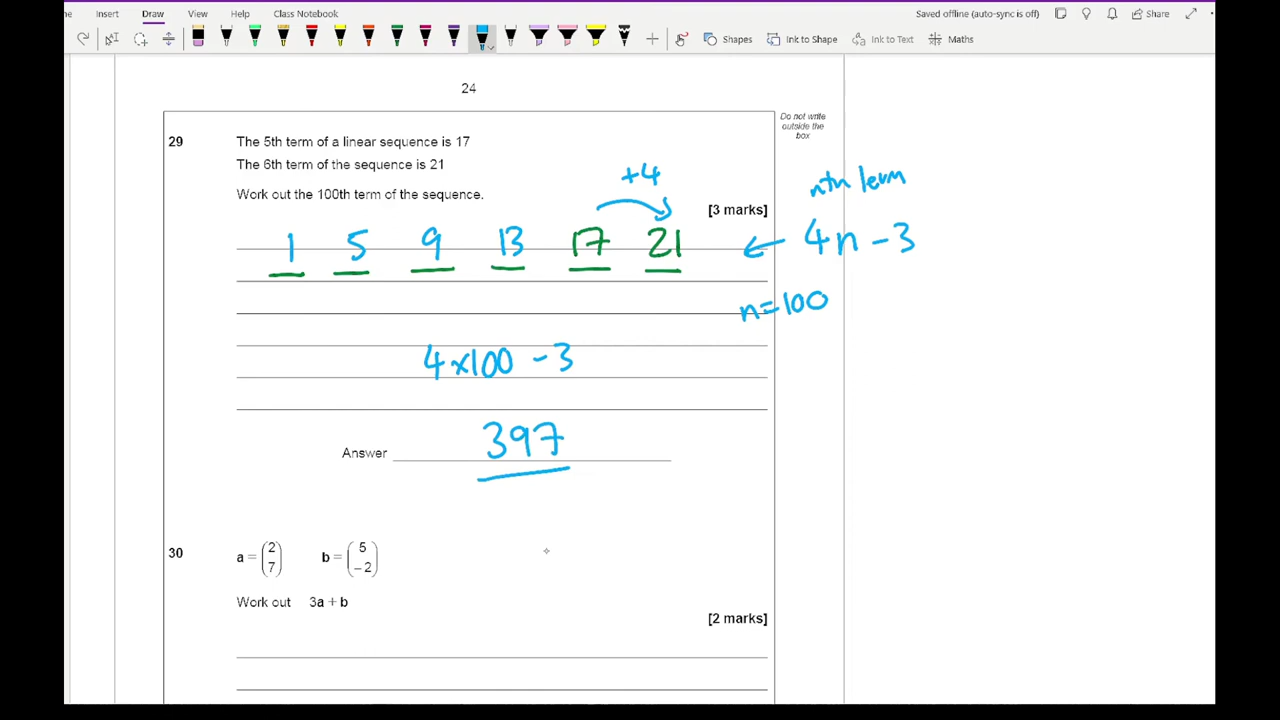 Insert Draw View Help Class Notebook Saved offline (auto-sync is off) Share
Shapes Ink to Shape Ink to Text Maths
24
Do not write
outside the
box
29 The 5th term of a linear sequence is 17
The 6th term of the sequence is 21
Work out the 100th term of the sequence.
+4
nth term
[3 marks]
1 5 9 13 17 21 ← 4n - 3
n=100
4×100 - 3
Answer 397
30 a = (2 7) b = (5 -2)
Work out 3a + b
[2 marks]